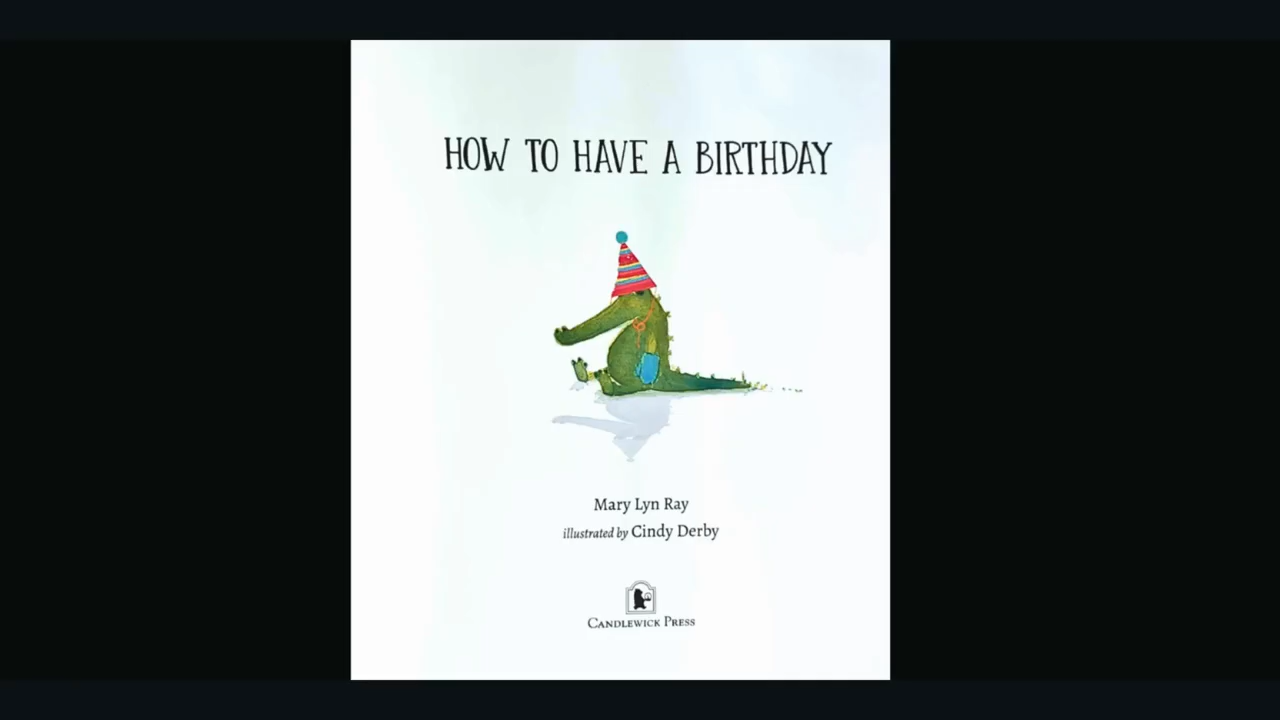 HOW TO HAVE A BIRTHDAY
Mary Lyn Ray
illustrated by Cindy Derby
CANDLEWICK PRESS